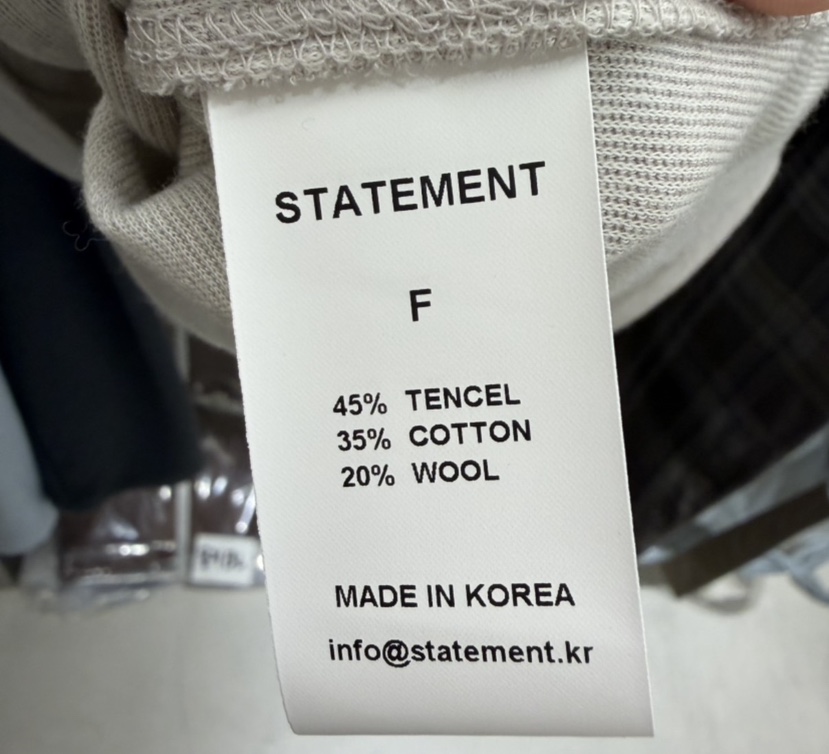 STATEMENT
F
45% TENCEL
35% COTTON
20% WOOL
MADE IN KOREA
info@statement.kr